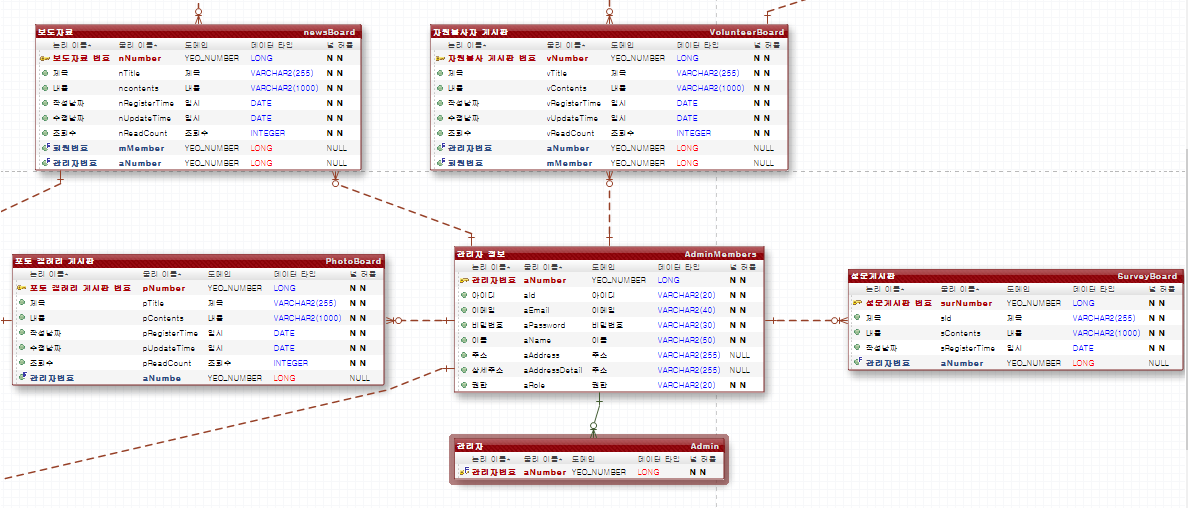 보도자료 newsBoard
논리 이름 물리 이름 도메인 데이터 타입 널 허용
보도자료 번호 nNumber YEO_NUMBER LONG N N
제목 nTitle 제목 VARCHAR2(255) N N
내용 ncontents 내용 VARCHAR2(1000) N N
작성날짜 nRegisterTime 일시 DATE N N
수정날짜 nUpdateTime 일시 DATE N N
조회수 nReadCount 조회수 INTEGER N N
회원번호 mMember YEO_NUMBER LONG NULL
관리자번호 aNumber YEO_NUMBER LONG NULL
자원봉사자 게시판 VolunteerBoard
논리 이름 물리 이름 도메인 데이터 타입 널 허용
자원봉사 게시판 번호 vNumber YEO_NUMBER LONG N N
제목 vTitle 제목 VARCHAR2(255) N N
내용 vContents 내용 VARCHAR2(1000) N N
작성날짜 vRegisterTime 일시 DATE N N
수정날짜 vUpdateTime 일시 DATE N N
조회수 vReadCount 조회수 INTEGER N N
관리자번호 aNumber YEO_NUMBER LONG NULL
회원번호 mMember YEO_NUMBER LONG NULL
포토 갤러리 게시판 PhotoBoard
논리 이름 물리 이름 도메인 데이터 타입 널 허용
포토 갤러리 게시판 번호 pNumber YEO_NUMBER LONG N N
제목 pTitle 제목 VARCHAR2(255) N N
내용 pContents 내용 VARCHAR2(1000) N N
작성날짜 pRegisterTime 일시 DATE N N
수정날짜 pUpdateTime 일시 DATE N N
조회수 pReadCount 조회수 INTEGER N N
관리자번호 aNumbe YEO_NUMBER LONG NULL
관리자 정보 AdminMembers
논리 이름 물리 이름 도메인 데이터 타입 널 허용
관리자번호 aNumber YEO_NUMBER LONG N N
아이디 aId 아이디 VARCHAR2(20) N N
이메일 aEmail 이메일 VARCHAR2(40) N N
비밀번호 aPassword 비밀번호 VARCHAR2(30) N N
이름 aName 이름 VARCHAR2(50) N N
주소 aAddress 주소 VARCHAR2(255) NULL
상세주소 aAddressDetail 주소 VARCHAR2(255) NULL
권한 aRole 권한 VARCHAR2(20) N N
설문게시판 SurveyBoard
논리 이름 물리 이름 도메인 데이터 타입 널 허용
설문게시판 번호 surNumber YEO_NUMBER LONG N N
제목 sId 제목 VARCHAR2(255) N N
내용 sContents 내용 VARCHAR2(1000) N N
작성날짜 sRegisterTime 일시 DATE N N
관리자번호 aNumber YEO_NUMBER LONG NULL
관리자 Admin
논리 이름 물리 이름 도메인 데이터 타입 널 허용
관리자번호 aNumber YEO_NUMBER LONG N N